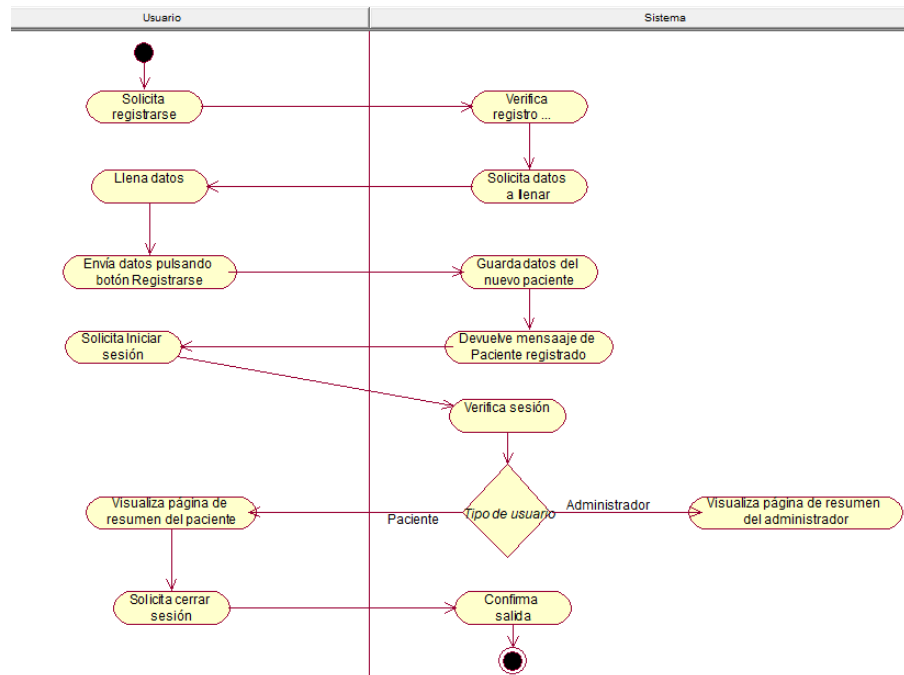 Usuario
Sistema
Solicita
registrarse
Verifica
registro ...
Llena datos
Solicita datos
a llenar
Envía datos pulsando
botón Registrarse
Guarda datos del
nuevo paciente
Solicita Iniciar
sesión
Devuelve mensaaje de
Paciente registrado
Verifica sesión
Visualiza página de
resumen del paciente
Paciente
Tipo de usuario
Administrador
Visualiza página de resumen
del administrador
Solicita cerrar
sesión
Confirma
salida